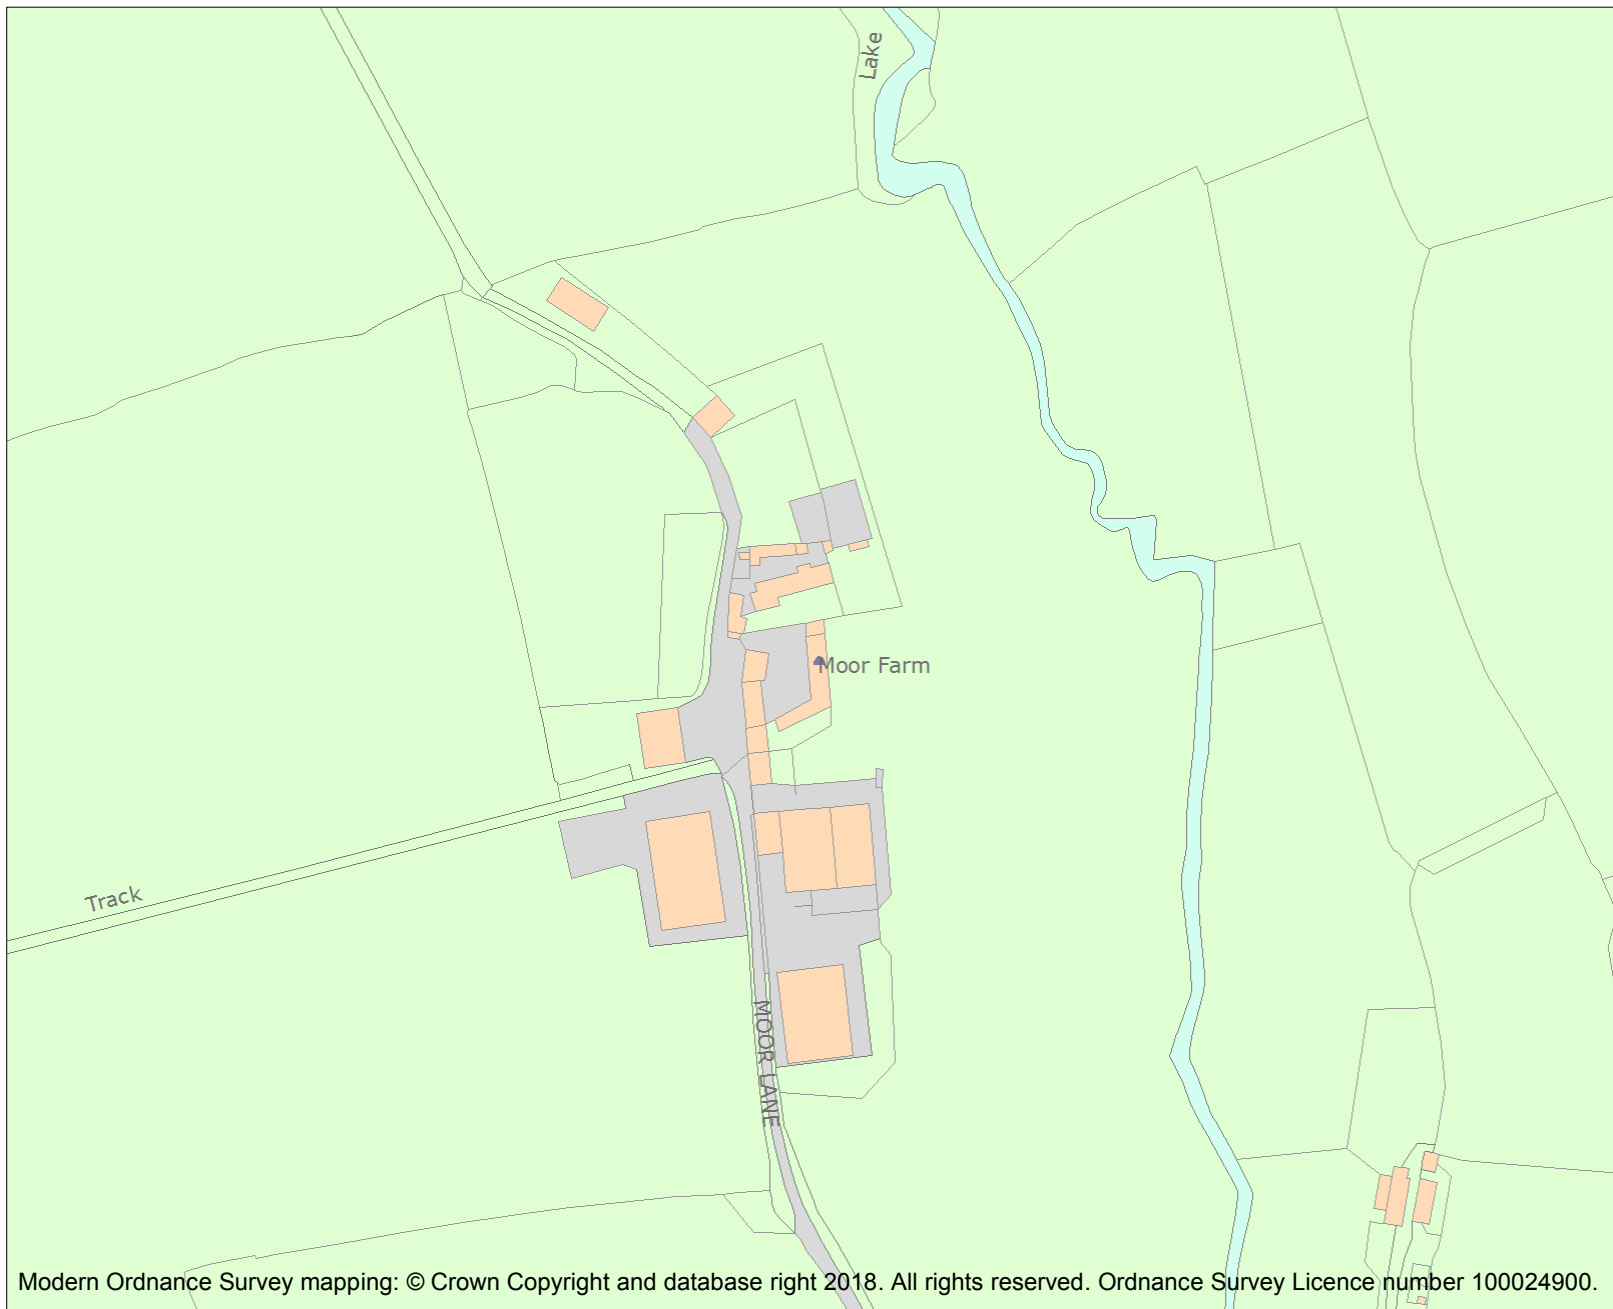 Lake
Moor Farm
Track
MOOR LANE
Modern Ordnance Survey mapping: © Crown Copyright and database right 2018. All rights reserved. Ordnance Survey Licence number 100024900.